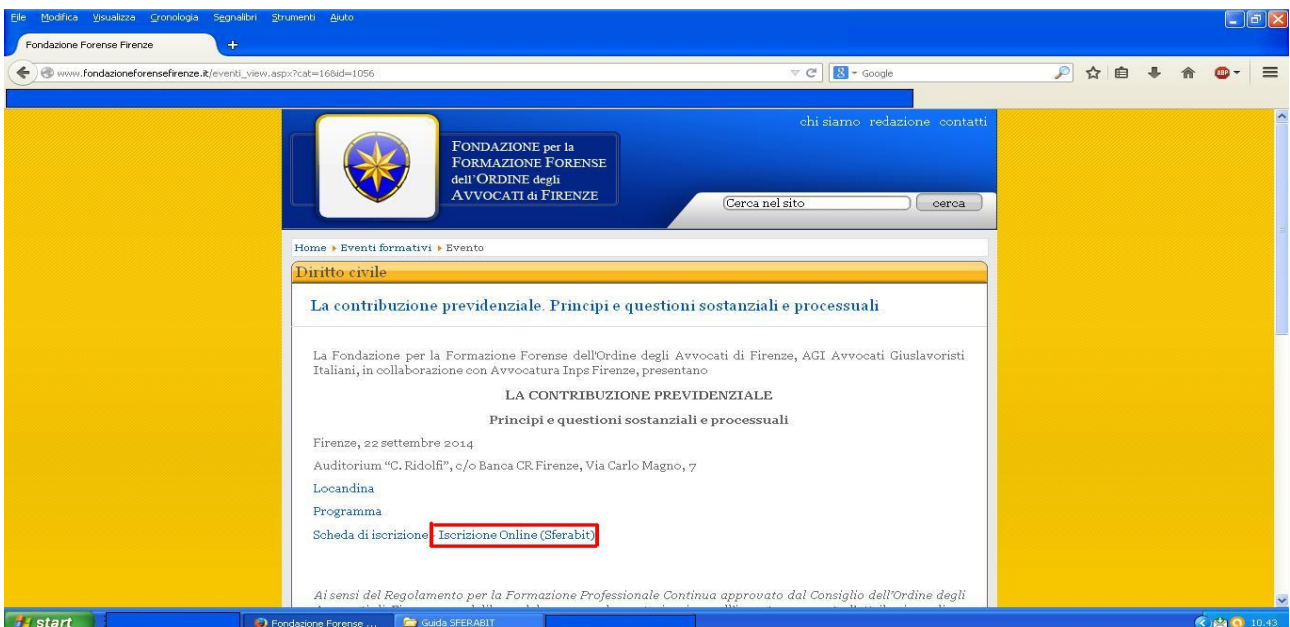 File Modifica Visualizza Cronologia Segnalibri Strumenti Aiuto
Fondazione Forense Firenze +
www.fondazioneforensefirenze.it/eventi_view.aspx?cat=16&id=1056
8 - Google
ABP
chi siamo redazione contatti
FONDAZIONE per la
FORMAZIONE FORENSE
dell'ORDINE degli
AVVOCATI di FIRENZE
Cerca nel sito cerca
Home Eventi formativi Evento
Diritto civile
La contribuzione previdenziale. Principi e questioni sostanziali e processuali
La Fondazione per la Formazione Forense dell'Ordine degli Avvocati di Firenze, AGI Avvocati Giuslavoristi
Italiani, in collaborazione con Avvocatura Inps Firenze, presentano
LA CONTRIBUZIONE PREVIDENZIALE
Principi e questioni sostanziali e processuali
Firenze, 22 settembre 2014
Auditorium "C. Ridolfi", c/o Banca CR Firenze, Via Carlo Magno, 7
Locandina
Programma
Scheda di iscrizione - Iscrizione Online (Sferabit)
Ai sensi del Regolamento per la Formazione Professionale Continua approvato dal Consiglio dell'Ordine degli
start Fondazione Forense ... Guida SFERABIT 10.43